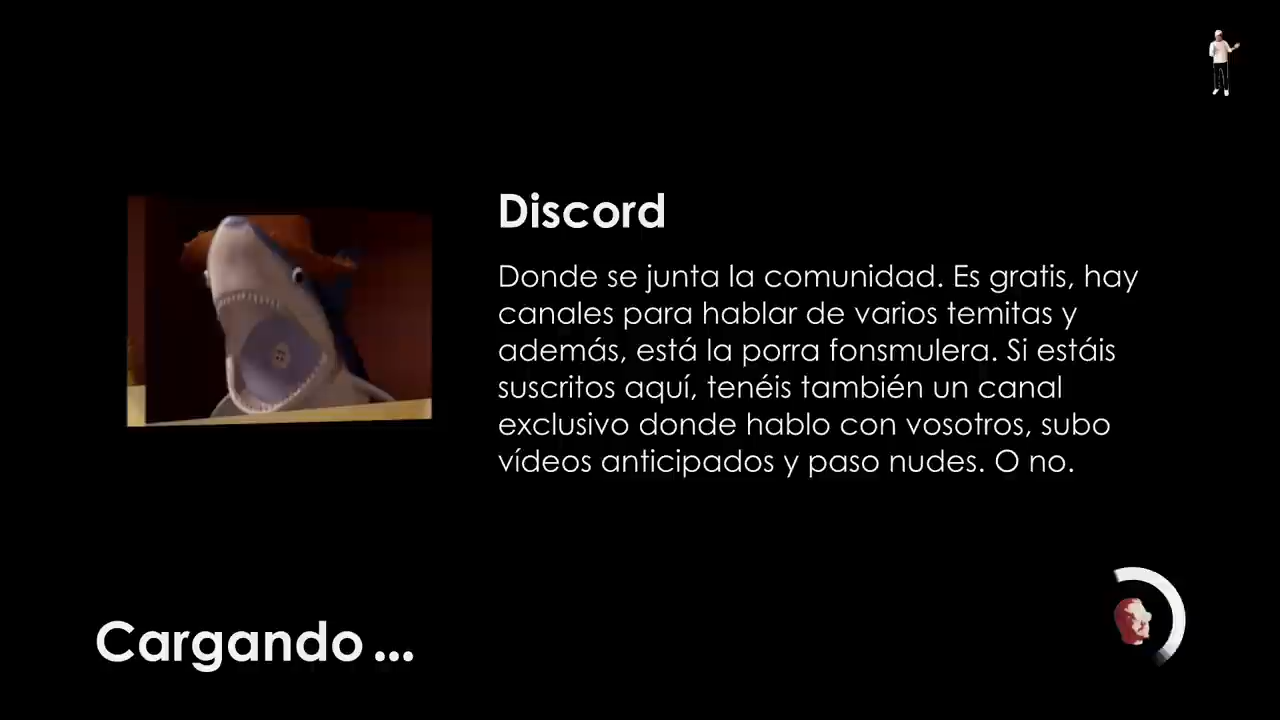 Discord
Donde se junta la comunidad. Es gratis, hay
canales para hablar de varios temitas y
además, está la porra fonsmulera. Si estáis
suscritos aquí, tenéis también un canal
exclusivo donde hablo con vosotros, subo
vídeos anticipados y paso nudes. O no.
Cargando ...